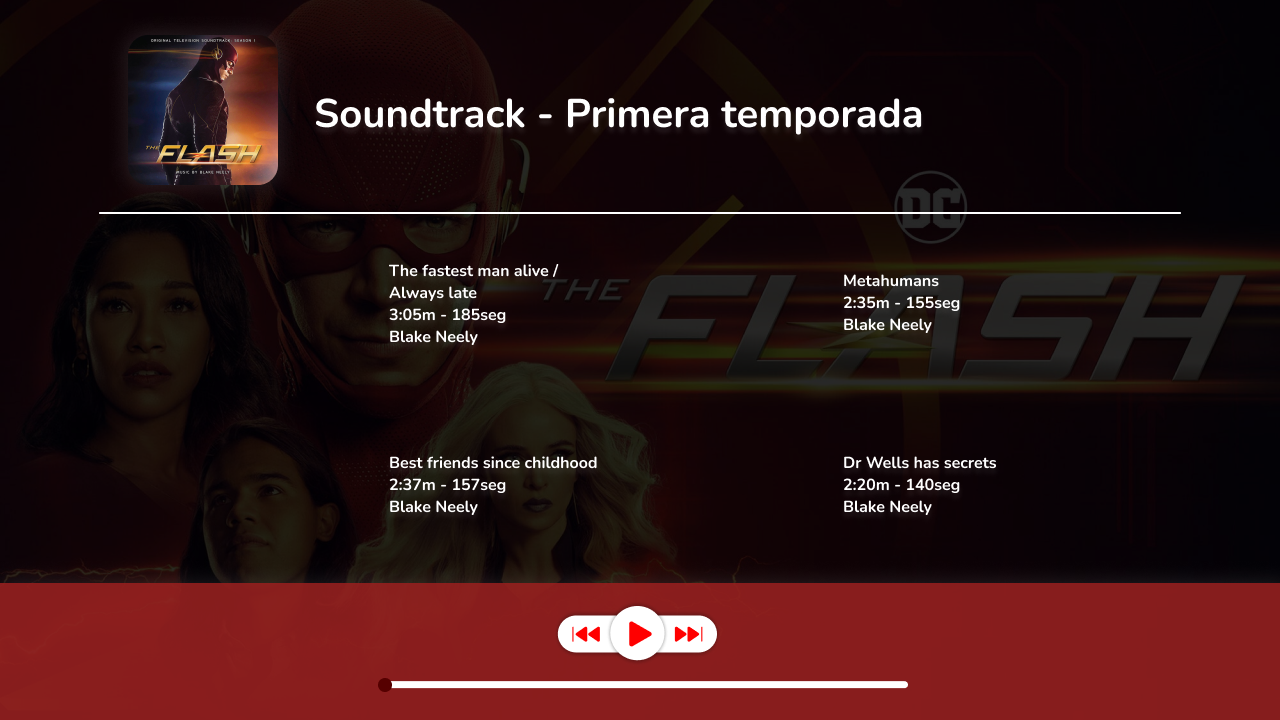 ORIGINAL TELEVISION SOUNDTRACK: SEASON 1
THE FLASH
MUSIC BY BLAKE NEELY
Soundtrack - Primera temporada
DC
THE FLASH
The fastest man alive /
Always late
3:05m - 185seg
Blake Neely
Metahumans
2:35m - 155seg
Blake Neely
Best friends since childhood
2:37m - 157seg
Blake Neely
Dr Wells has secrets
2:20m - 140seg
Blake Neely